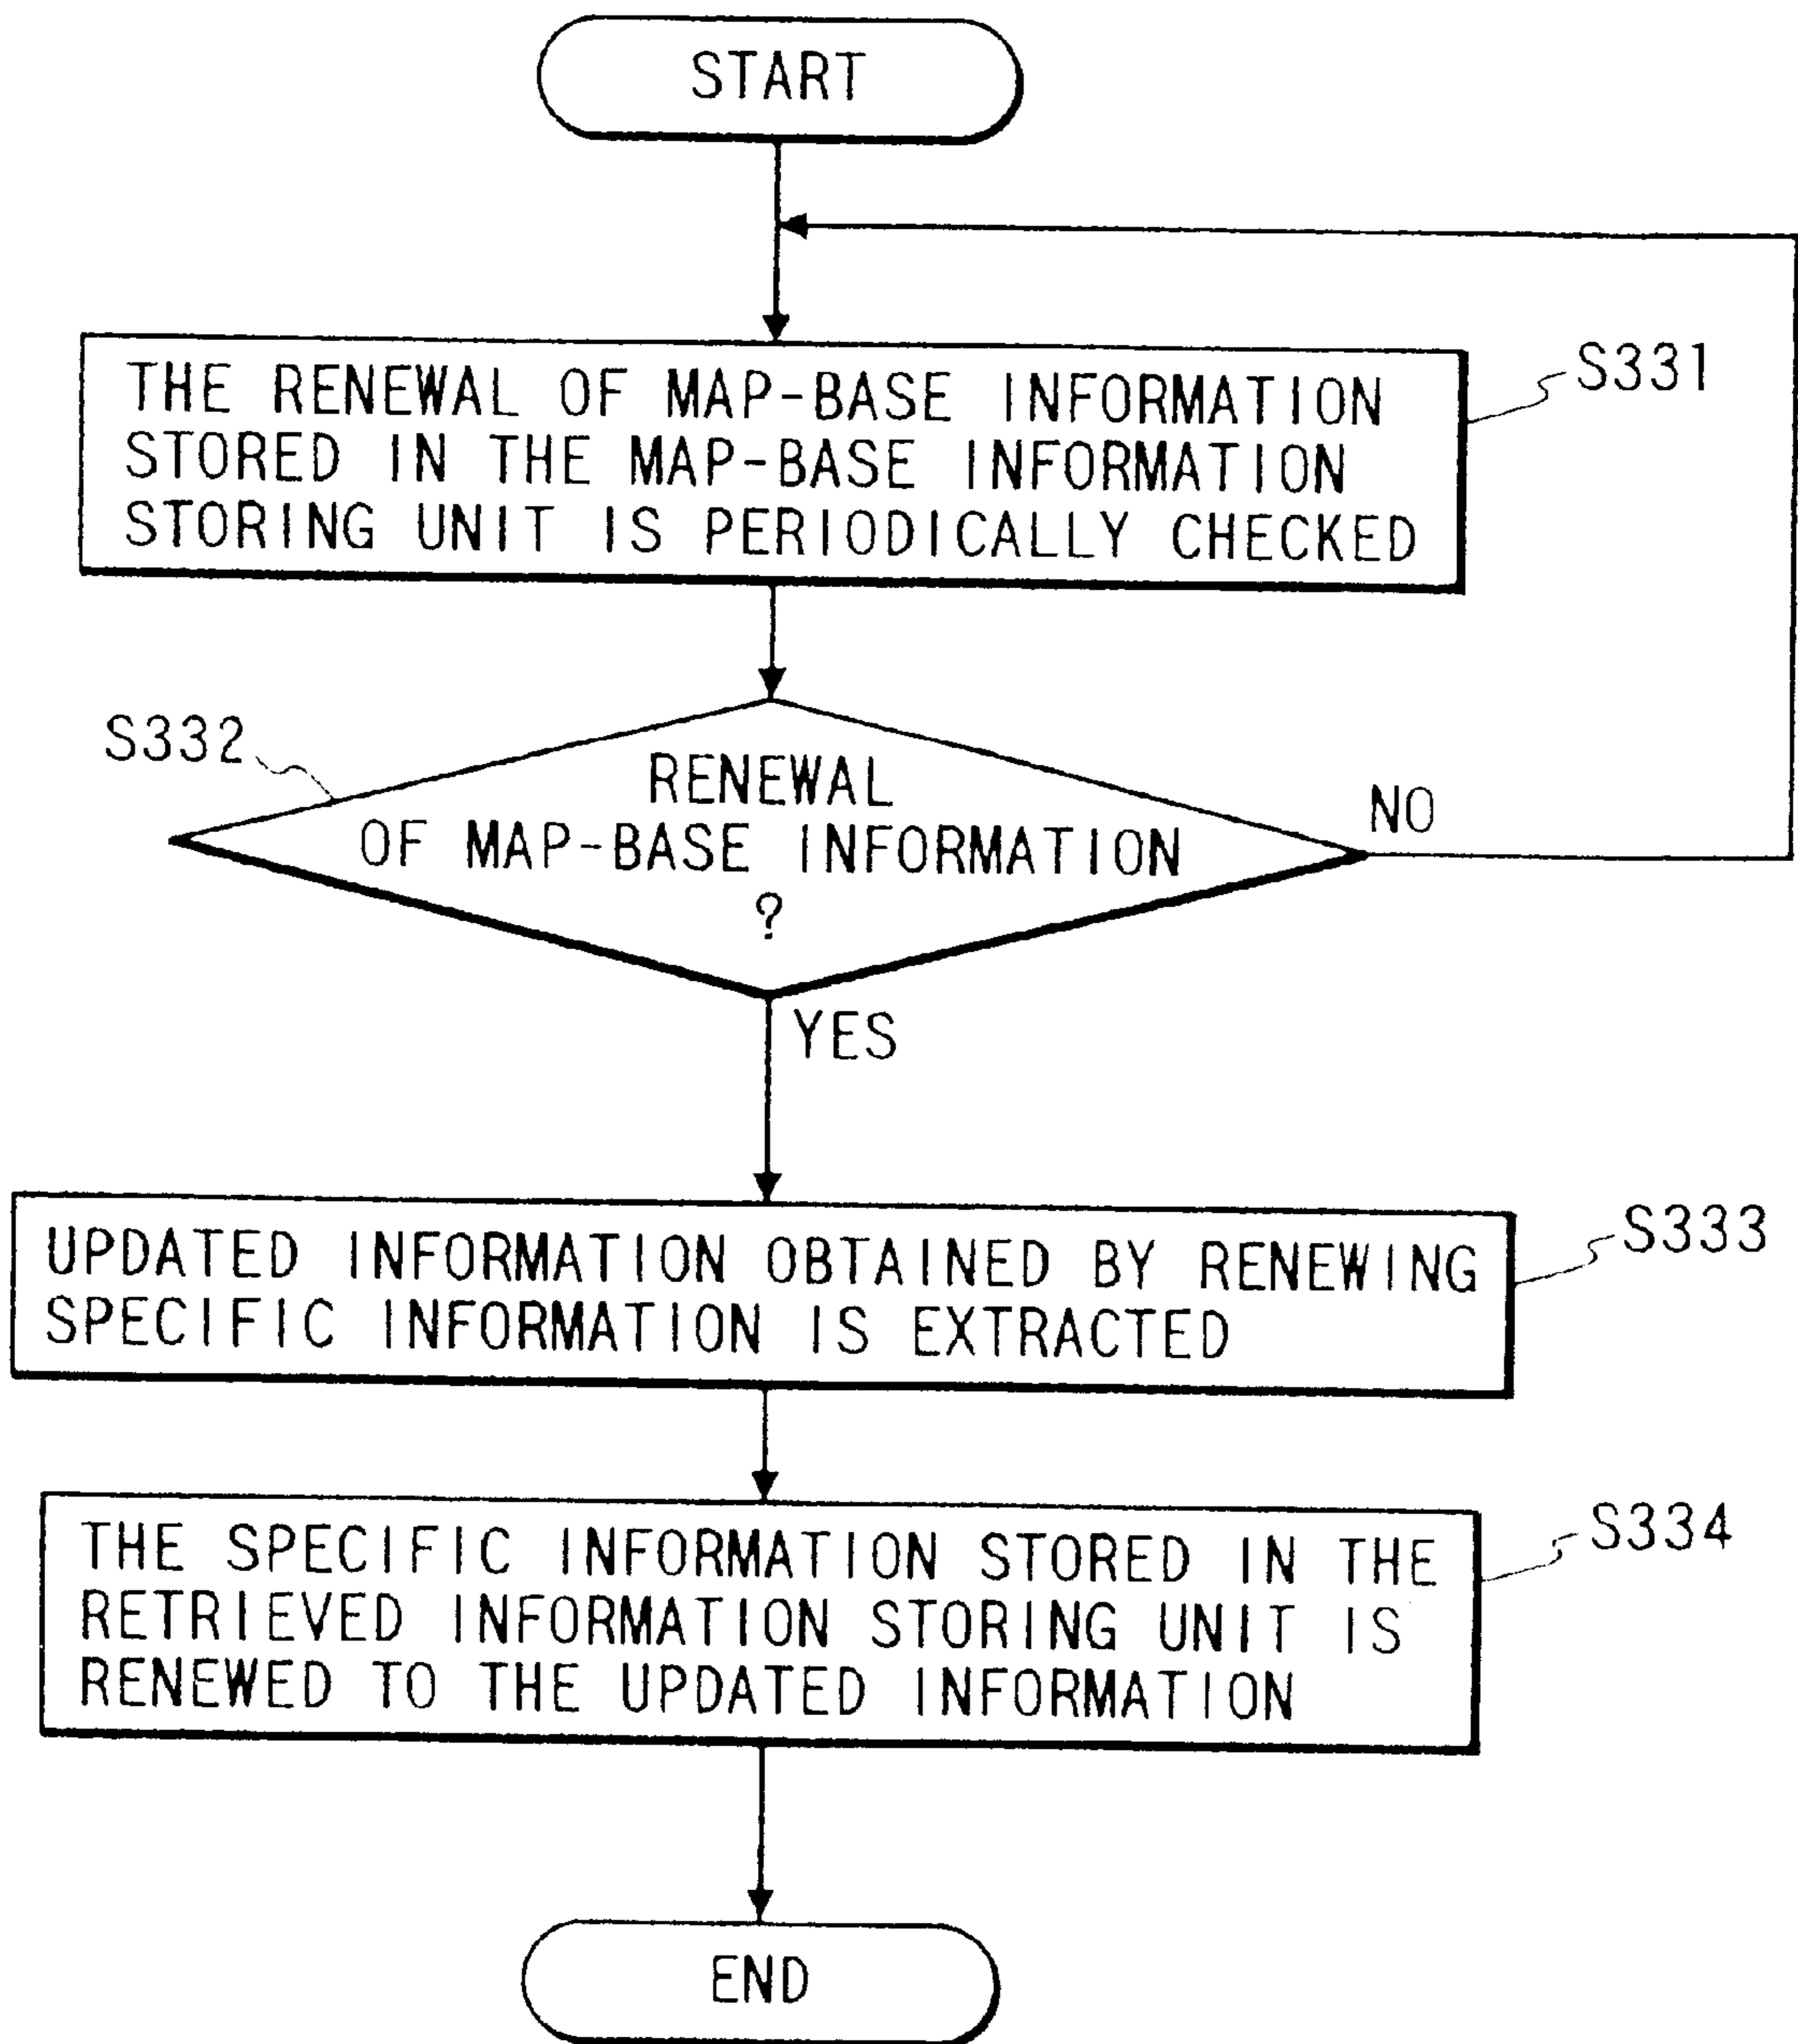 START
THE RENEWAL OF MAP-BASE INFORMATION
STORED IN THE MAP-BASE INFORMATION
STORING UNIT IS PERIODICALLY CHECKED
S331
S332
RENEWAL
OF MAP-BASE INFORMATION
?
NO
YES
UPDATED INFORMATION OBTAINED BY RENEWING
SPECIFIC INFORMATION IS EXTRACTED
S333
THE SPECIFIC INFORMATION STORED IN THE
RETRIEVED INFORMATION STORING UNIT IS
RENEWED TO THE UPDATED INFORMATION
S334
END